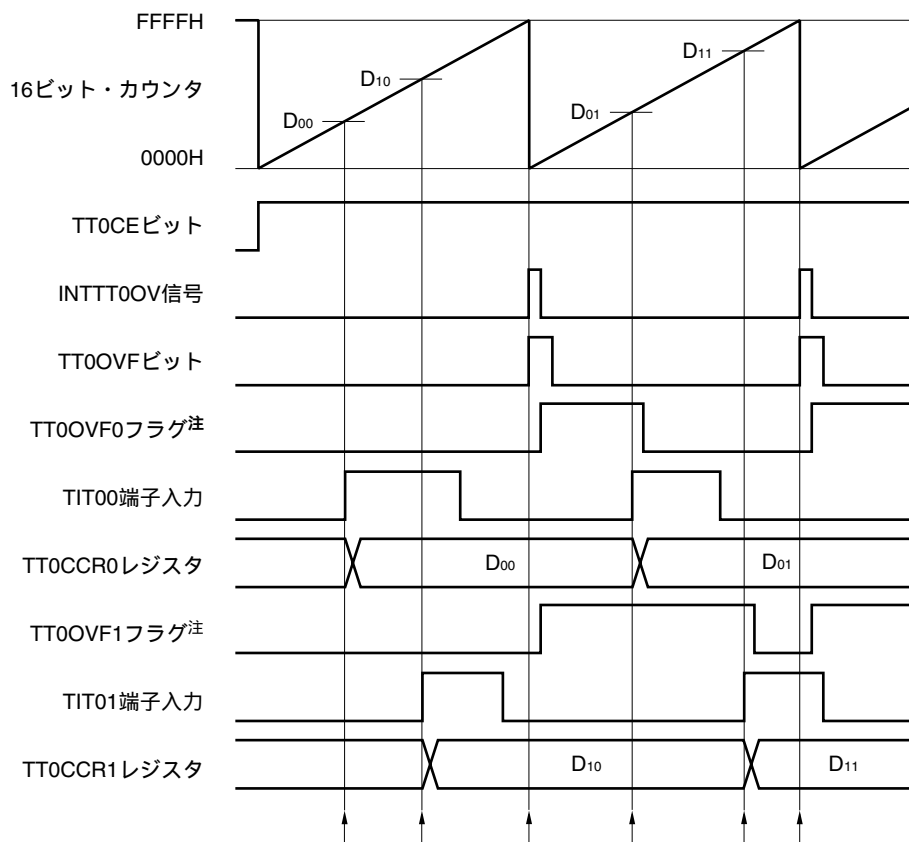 FFFFH
16ビット・カウンタ
0000H
D00
D10
D01
D11
TT0CEビット
INTTT0OV信号
TT0OVFビット
TT0OVF0フラグ注
TIT00端子入力
TT0CCR0レジスタ
D00
D01
TT0OVF1フラグ注
TIT01端子入力
TT0CCR1レジスタ
D10
D11